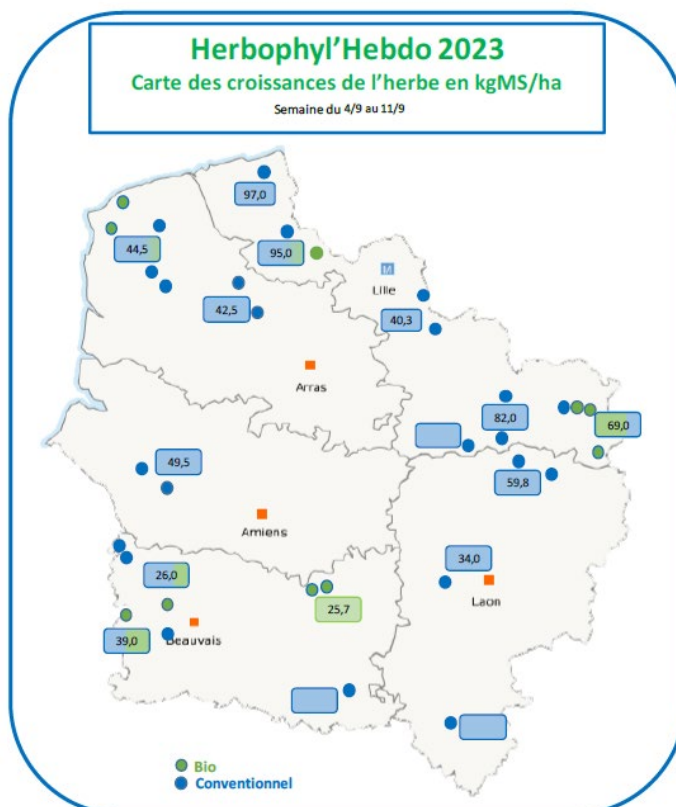 Herbophyl'Hebdo 2023
Carte des croissances de l'herbe en kgMS/ha
Semaine du 4/9 au 11/9
97,0
44,5
95,0
M
Lille
42,5
40,3
Arras
82,0
69,0
49,5
59,8
Amiens
34,0
Laon
26,0
25,7
39,0
Beauvais
Bio
Conventionnel